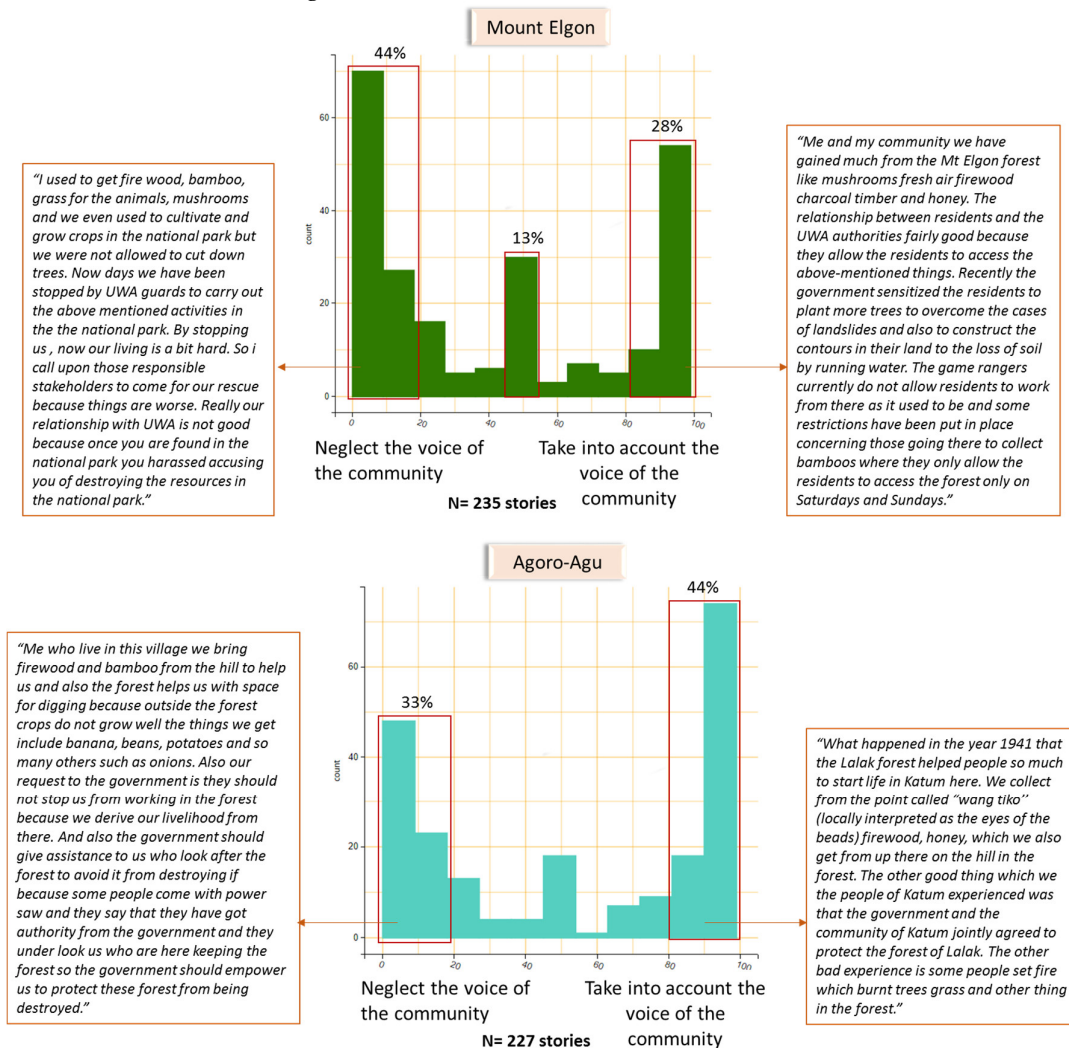 Mount Elgon
44%
28%
13%
60
40
20
0
count
0
20
40
60
80
100
Neglect the voice of
the community
Take into account the
voice of the
community
N= 235 stories
“I used to get fire wood, bamboo,
grass for the animals, mushrooms
and we even used to cultivate and
grow crops in the national park but
we were not allowed to cut down
trees. Now days we have been
stopped by UWA guards to carry out
the above mentioned activities in
the the national park. By stopping
us , now our living is a bit hard. So i
call upon those responsible
stakeholders to come for our rescue
because things are worse. Really our
relationship with UWA is not good
because once you are found in the
national park you harassed accusing
you of destroying the resources in
the national park.”
“Me and my community we have
gained much from the Mt Elgon forest
like mushrooms fresh air firewood
charcoal timber and honey. The
relationship between residents and the
UWA authorities fairly good because
they allow the residents to access the
above-mentioned things. Recently the
government sensitized the residents to
plant more trees to overcome the cases
of landslides and also to construct the
contours in their land to the loss of soil
by running water. The game rangers
currently do not allow residents to work
from there as it used to be and some
restrictions have been put in place
concerning those going there to collect
bamboos where they only allow the
residents to access the forest only on
Saturdays and Sundays.”
Agoro-Agu
44%
33%
60
40
20
0
count
0
20
40
60
80
100
Neglect the voice of
the community
Take into account the
voice of the
community
N= 227 stories
“Me who live in this village we bring
firewood and bamboo from the hill to help
us and also the forest helps us with space
for digging because outside the forest
crops do not grow well the things we get
include banana, beans, potatoes and so
many others such as onions. Also our
request to the government is they should
not stop us from working in the forest
because we derive our livelihood from
there. And also the government should
give assistance to us who look after the
forest to avoid it from destroying if
because some people come with power
saw and they say that they have got
authority from the government and they
under look us who are here keeping the
forest so the government should empower
us to protect these forest from being
destroyed.”
“What happened in the year 1941 that
the Lalak forest helped people so much
to start life in Katum here. We collect
from the point called “wang tiko’’
(locally interpreted as the eyes of the
beads) firewood, honey, which we also
get from up there on the hill in the
forest. The other good thing which we
the people of Katum experienced was
that the government and the
community of Katum jointly agreed to
protect the forest of Lalak. The other
bad experience is some people set fire
which burnt trees grass and other thing
in the forest.”